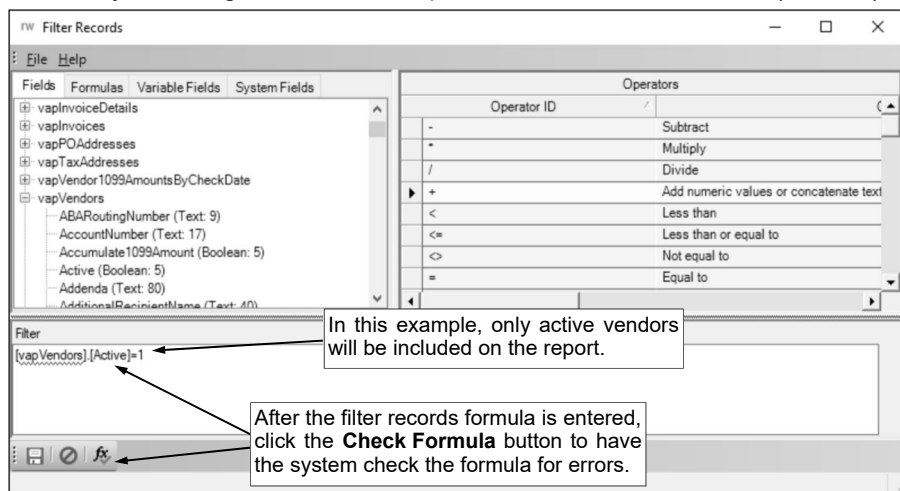 rw Filter Records
File Help
Fields Formulas Variable Fields System Fields
vapInvoiceDetails
vapInvoices
vapPOAddresses
vapTaxAddresses
vapVendor1099AmountsByCheckDate
vapVendors
ABARoutingNumber (Text: 9)
AccountNumber (Text: 17)
Accumulate1099Amount (Boolean: 5)
Active (Boolean: 5)
Addenda (Text: 80)
AdditionalRecipientName (Text: 40)
Operators
Operator ID
- Subtract
* Multiply
/ Divide
+ Add numeric values or concatenate text
< Less than
<= Less than or equal to
<> Not equal to
= Equal to
Filter
[vapVendors].[Active]=1
In this example, only active vendors
will be included on the report.
After the filter records formula is entered,
click the Check Formula button to have
the system check the formula for errors.
fx